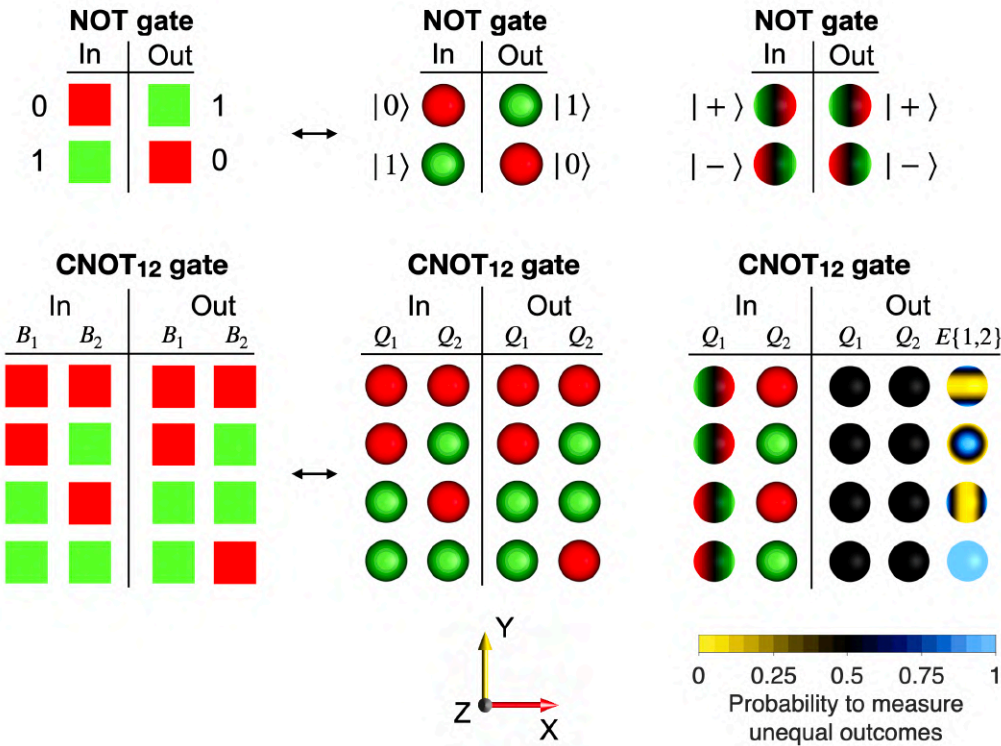 NOT gate
In Out
0 1
1 0
NOT gate
In Out
|0⟩ |1⟩
|1⟩ |0⟩
NOT gate
In Out
|+⟩ |+⟩
|−⟩ |−⟩
CNOT₁₂ gate
In Out
B₁ B₂ B₁ B₂
CNOT₁₂ gate
In Out
Q₁ Q₂ Q₁ Q₂
CNOT₁₂ gate
In Out
Q₁ Q₂ Q₁ Q₂ E{1,2}
Y
Z
X
0 0.25 0.5 0.75 1
Probability to measure
unequal outcomes